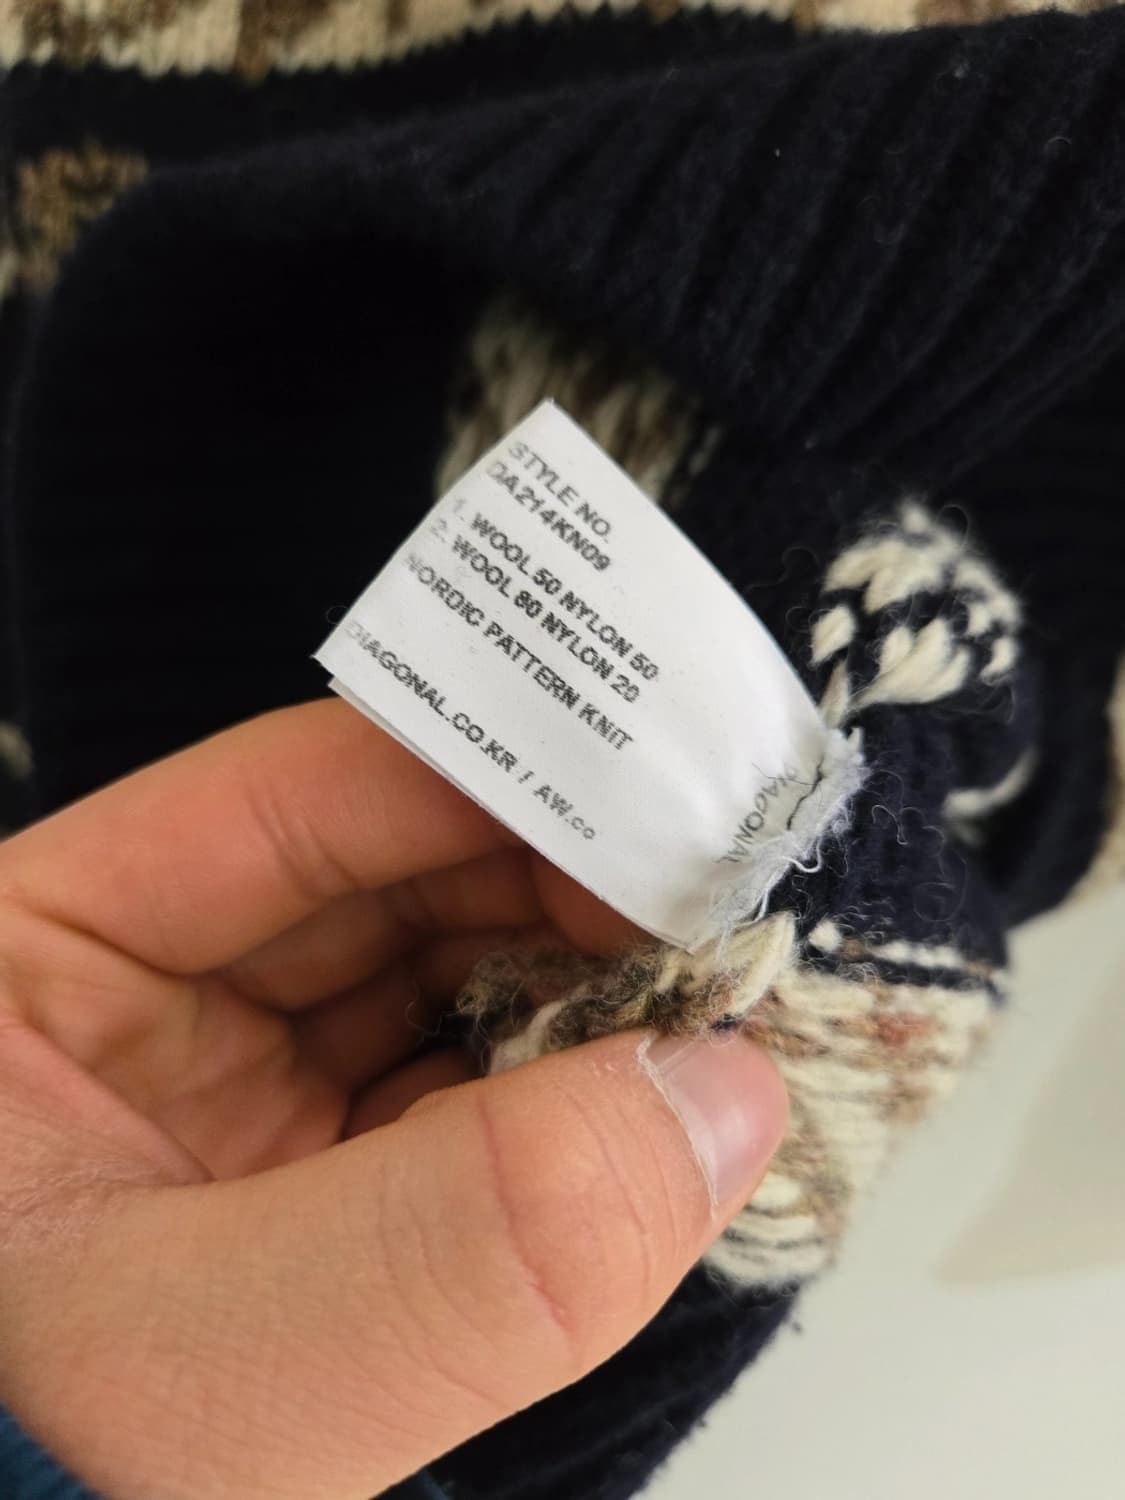 STYLE NO.
DA214KN09
1. WOOL 50 NYLON 50
2. WOOL 80 NYLON 20
NORDIC PATTERN KNIT
DIAGONAL.CO.KR / AW.co
DIAGONAL